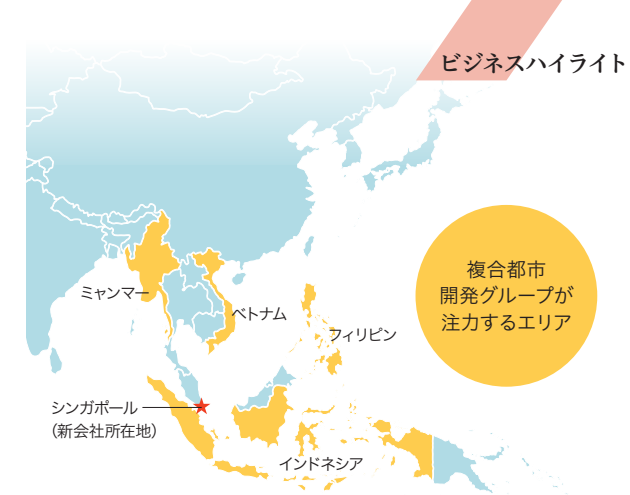 ビジネスハイライト
複合都市
開発グループが
注力するエリア
ミャンマー
ベトナム
フィリピン
シンガポール
（新会社所在地）
インドネシア